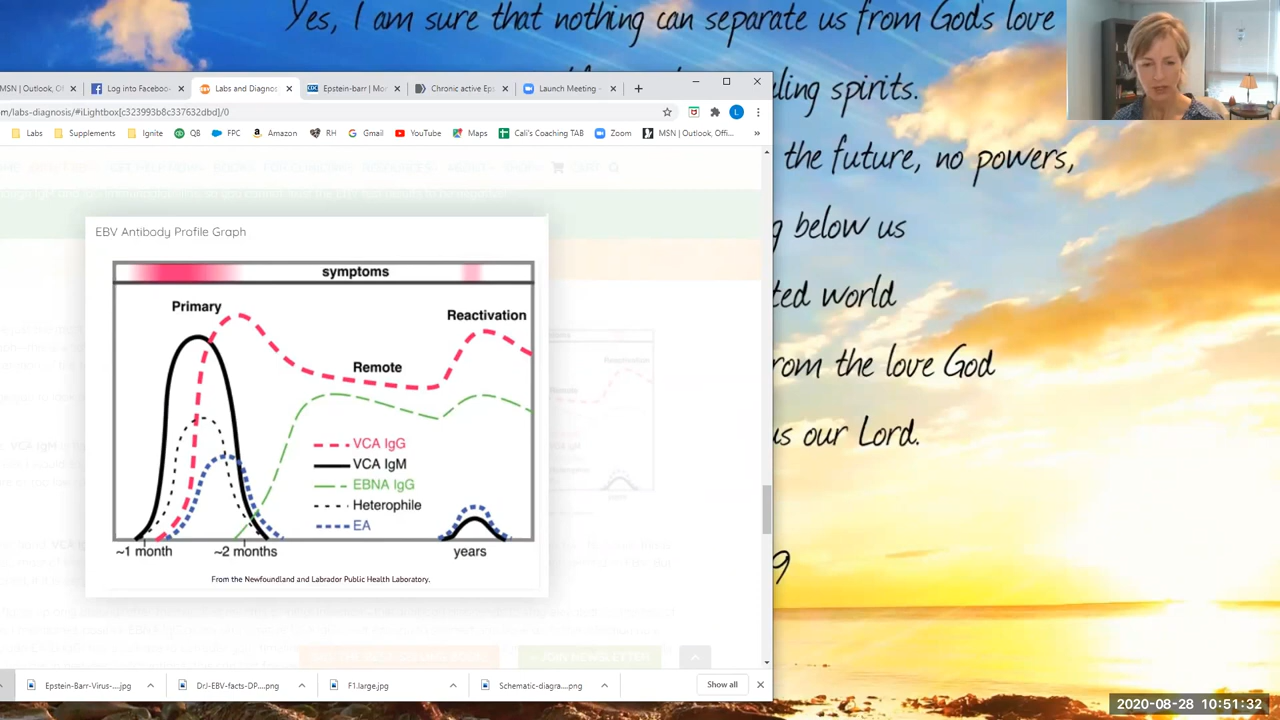 Yes, I am sure that nothing can separate us from God's love
ling spirits.
the future, no powers,
g below us
ted world
rom the love God
us our Lord.
9
MSN | Outlook, Of
Log into Faceboo
Labs and Diagnos
Epstein-barr | Mor
Chronic active Eps
Launch Meeting -
m/labs-diagnosis/#iLightbox[c323993b8c337632dbd]/0
Labs Supplements Ignite QB FPC Amazon RH Gmail YouTube Maps Cali's Coaching TAB Zoom MSN | Outlook, Offi...
EBV Antibody Profile Graph
symptoms
Primary
Reactivation
Remote
VCA IgG
VCA IgM
EBNA IgG
Heterophile
EA
~1 month ~2 months years
From the Newfoundland and Labrador Public Health Laboratory.
JOIN NEWSLETTER
Epstein-Barr-Virus-....jpg
Dr.J-EBV-facts-DP....png
F1.large.jpg
Schematic-diagra....png
Show all
2020-08-28 10:51:32